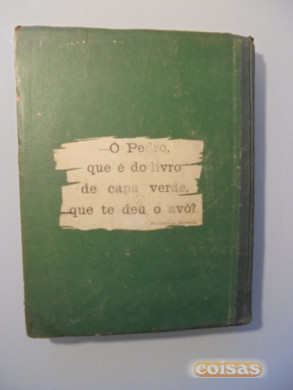 —Ó Pedro,
que é do livro
de capa verde,
que te deu o avô?
coisas